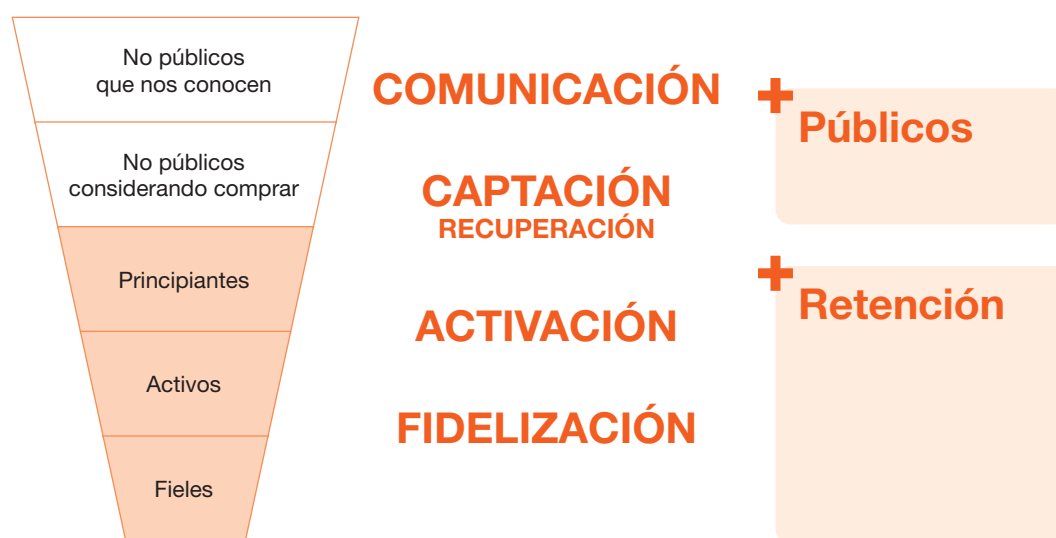 No públicos
que nos conocen
No públicos
considerando comprar
Principiantes
Activos
Fieles
COMUNICACIÓN
CAPTACIÓN
RECUPERACIÓN
ACTIVACIÓN
FIDELIZACIÓN
+
Públicos
+
Retención